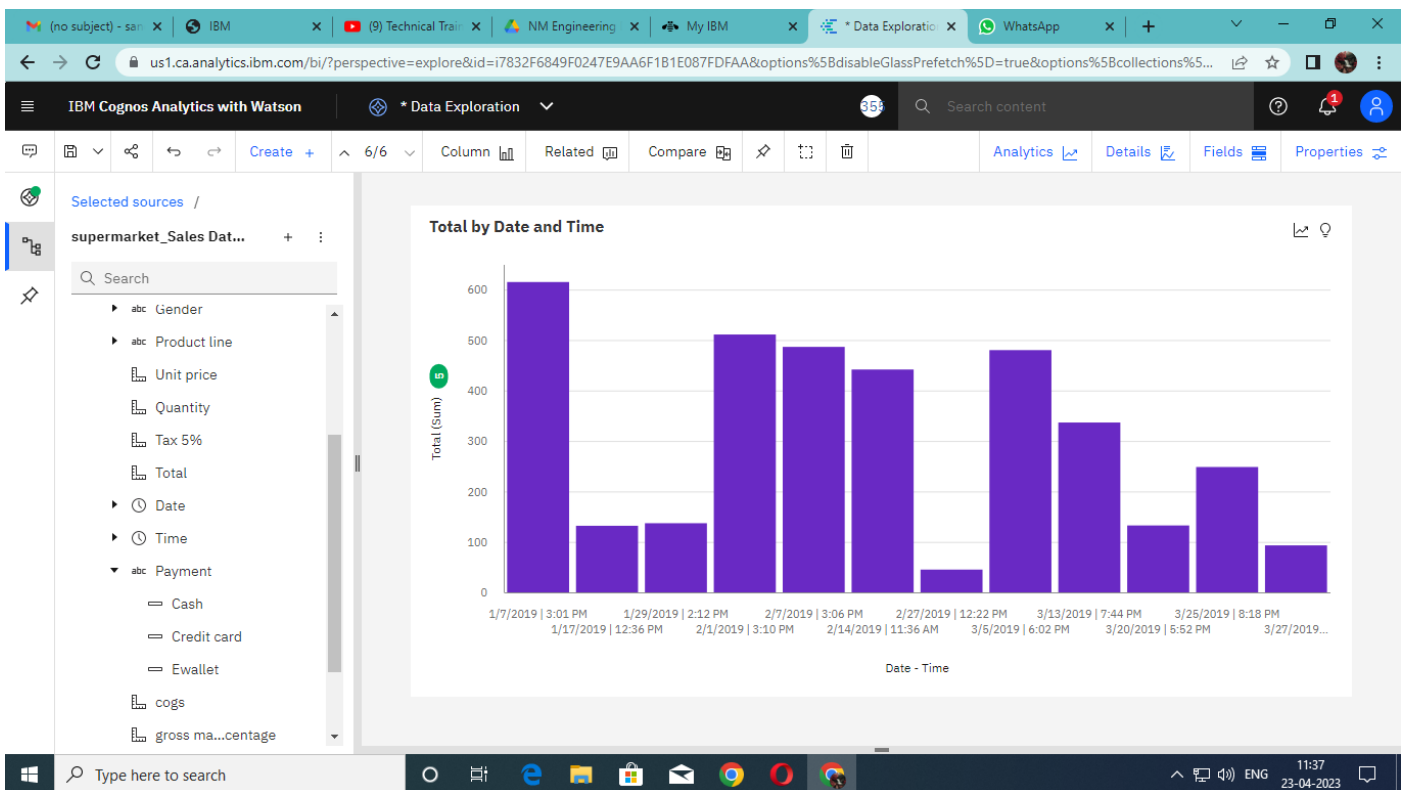 (no subject) - san
IBM
(9) Technical Train
NM Engineering
My IBM
* Data Exploration
WhatsApp
us1.ca.analytics.ibm.com/bi/?perspective=explore&id=i7832F6849F0247E9AA6F1B1E087FDFAA&options%5BdisableGlassPrefetch%5D=true&options%5Bcollections%5...
IBM Cognos Analytics with Watson
* Data Exploration
355
Search content
1
Create +
6/6
Column
Related
Compare
Analytics
Details
Fields
Properties
Selected sources /
supermarket_Sales Dat...
Search
abc Gender
abc Product line
Unit price
Quantity
Tax 5%
Total
Date
Time
abc Payment
Cash
Credit card
Ewallet
cogs
gross ma...centage
Total by Date and Time
600
500
400
300
200
100
0
5
Total (Sum)
1/7/2019 | 3:01 PM
1/17/2019 | 12:36 PM
1/29/2019 | 2:12 PM
2/1/2019 | 3:10 PM
2/7/2019 | 3:06 PM
2/14/2019 | 11:36 AM
2/27/2019 | 12:22 PM
3/5/2019 | 6:02 PM
3/13/2019 | 7:44 PM
3/20/2019 | 5:52 PM
3/25/2019 | 8:18 PM
3/27/2019...
Date - Time
Type here to search
ENG
11:37
23-04-2023